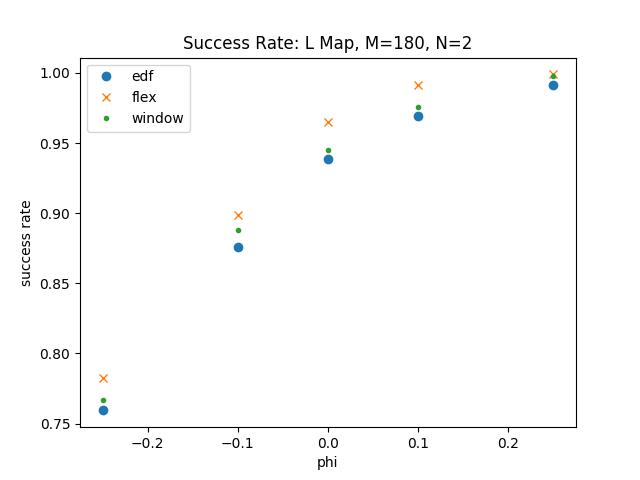 Success Rate: L Map, M=180, N=2
edf
flex
window
success rate
1.00
0.95
0.90
0.85
0.80
0.75
−0.2 −0.1 0.0 0.1 0.2
phi